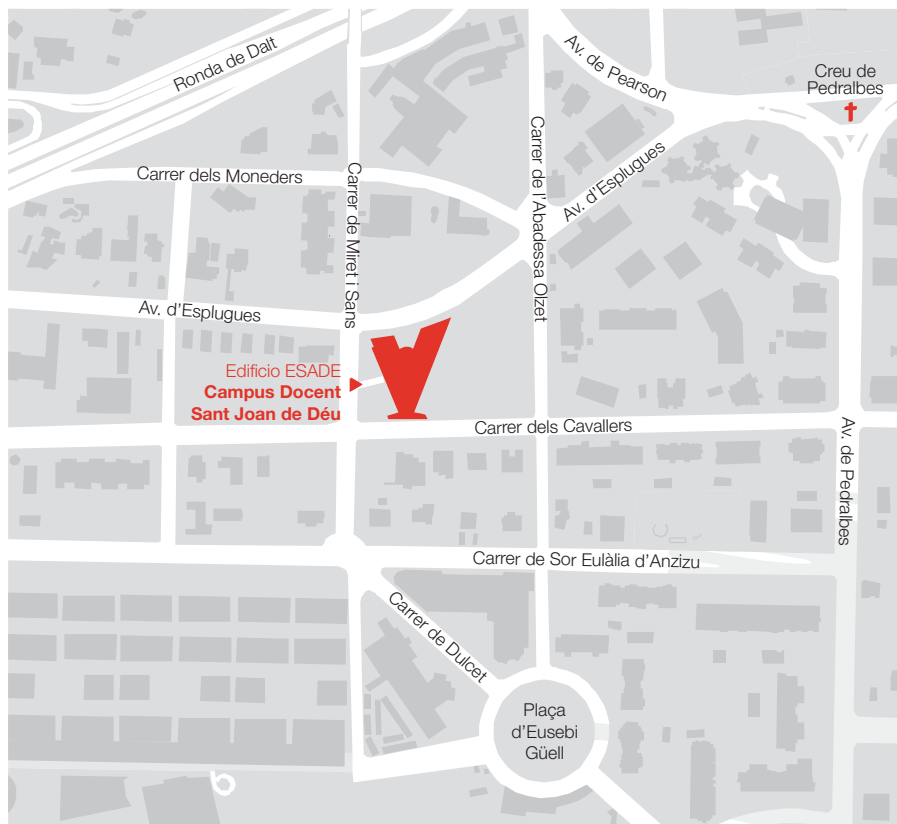 Ronda de Dalt
Av. de Pearson
Creu de
Pedralbes
Carrer dels Moneders
Carrer de Miret i Sans
Carrer de l'Abadessa Olzet
Av. d'Esplugues
Av. d'Esplugues
Edificio ESADE
Campus Docent
Sant Joan de Déu
Carrer dels Cavallers
Av. de Pedralbes
Carrer de Sor Eulàlia d'Anzizu
Carrer de Dulcet
Plaça
d'Eusebi
Güell